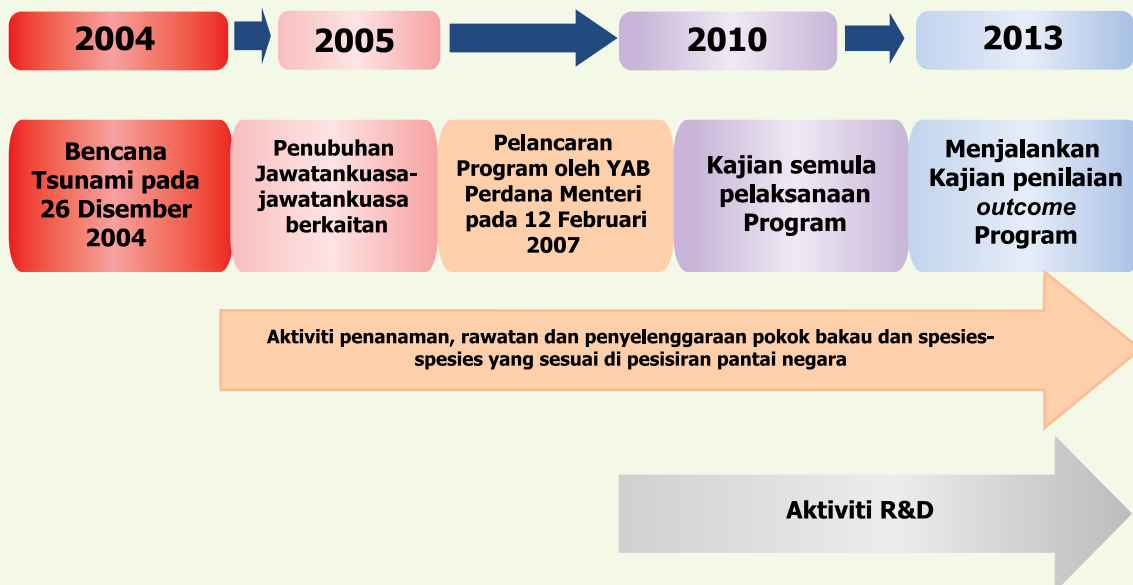 2004
2005
2010
2013
Bencana
Tsunami pada
26 Disember
2004
Penubuhan
Jawatankuasa-
jawatankuasa
berkaitan
Pelancaran
Program oleh YAB
Perdana Menteri
pada 12 Februari
2007
Kajian semula
pelaksanaan
Program
Menjalankan
Kajian penilaian
outcome
Program
Aktiviti penanaman, rawatan dan penyelenggaraan pokok bakau dan spesies-
spesies yang sesuai di pesisiran pantai negara
Aktiviti R&D